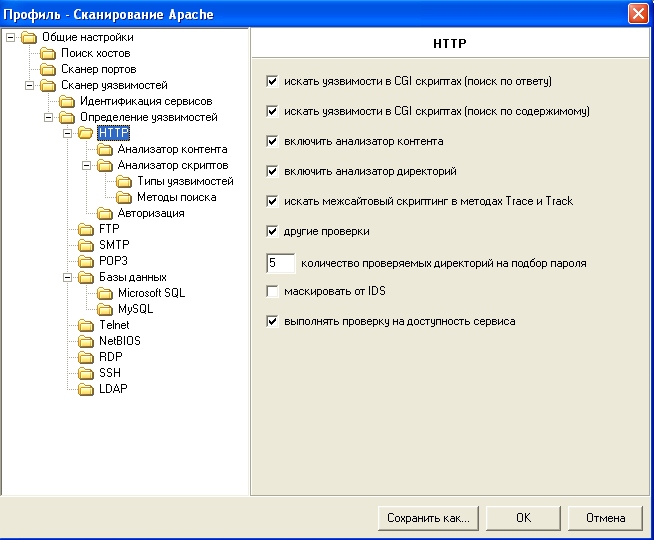 Профиль - Сканирование Apache
Общие настройки
Поиск хостов
Сканер портов
Сканер уязвимостей
Идентификация сервисов
Определение уязвимостей
HTTP
Анализатор контента
Анализатор скриптов
Типы уязвимостей
Методы поиска
Авторизация
FTP
SMTP
POP3
Базы данных
Microsoft SQL
MySQL
Telnet
NetBIOS
RDP
SSH
LDAP
HTTP
искать уязвимости в CGI скриптах (поиск по ответу)
искать уязвимости в CGI скриптах (поиск по содержимому)
включить анализатор контента
включить анализатор директорий
искать межсайтовый скриптинг в методах Trace и Track
другие проверки
5 количество проверяемых директорий на подбор пароля
маскировать от IDS
выполнять проверку на доступность сервиса
Сохранить как...
OK
Отмена